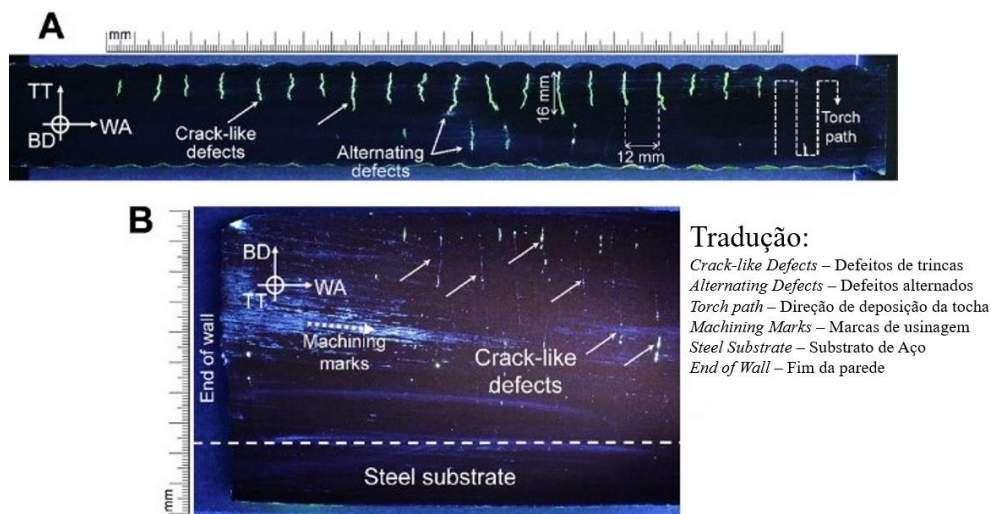 A
mm
TT
WA
BD
Crack-like
defects
Alternating
defects
16 mm
12 mm
Torch
path
B
BD
WA
TT
End of wall
Machining
marks
Crack-like
defects
Steel substrate
mm
Tradução:
Crack-like Defects – Defeitos de trincas
Alternating Defects – Defeitos alternados
Torch path – Direção de deposição da tocha
Machining Marks – Marcas de usinagem
Steel Substrate – Substrato de Aço
End of Wall – Fim da parede